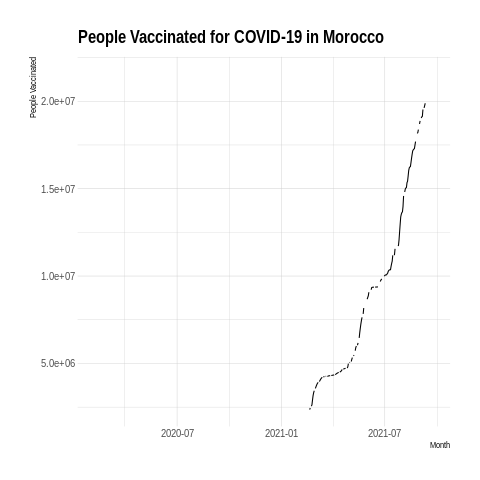 People Vaccinated for COVID-19 in Morocco
People Vaccinated
2.0e+07
1.5e+07
1.0e+07
5.0e+06
2020-07 2021-01 2021-07
Month